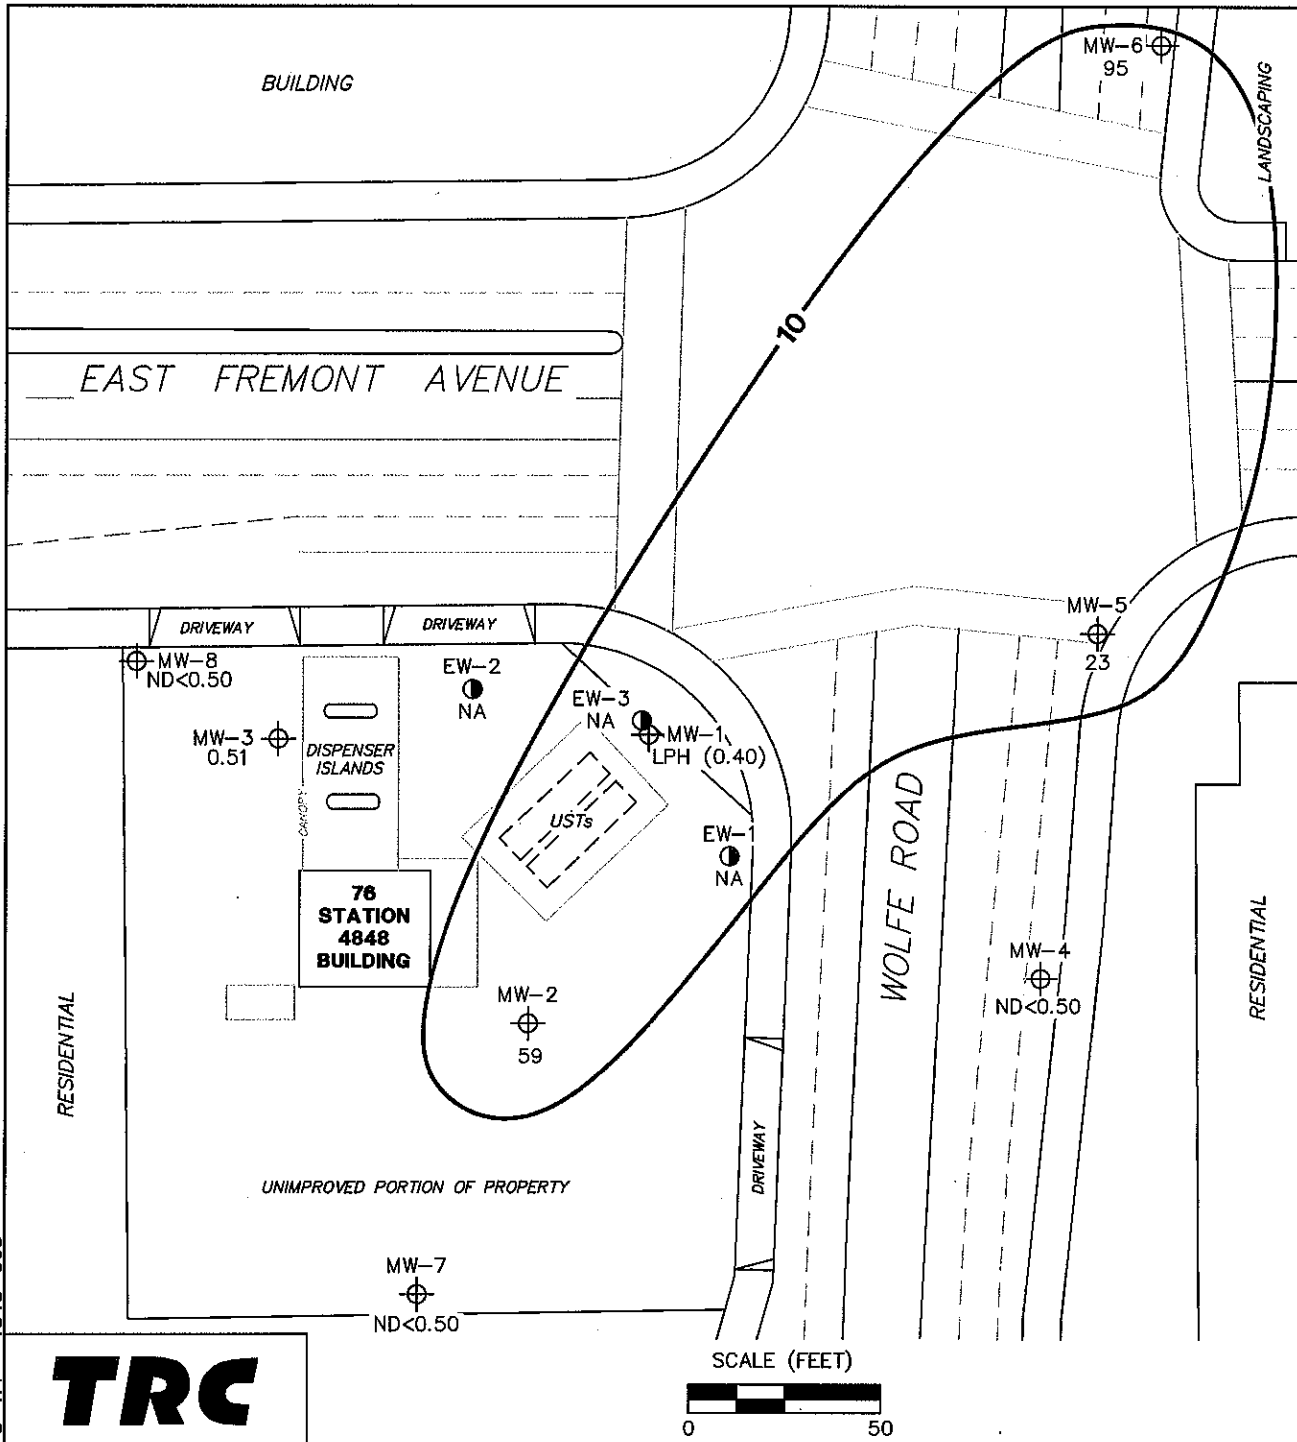 BUILDING
MW-6
95
LANDSCAPING
10
EAST FREMONT AVENUE
MW-5
23
DRIVEWAY
DRIVEWAY
MW-8
ND<0.50
EW-2
NA
EW-3
NA
MW-3
0.51
MW-1
LPH (0.40)
DISPENSER
ISLANDS
CANOPY
USTs
EW-1
NA
76
STATION
4848
BUILDING
WOLFE ROAD
MW-4
ND<0.50
RESIDENTIAL
RESIDENTIAL
MW-2
59
DRIVEWAY
UNIMPROVED PORTION OF PROPERTY
MW-7
ND<0.50
TRC
SCALE (FEET)
0 50